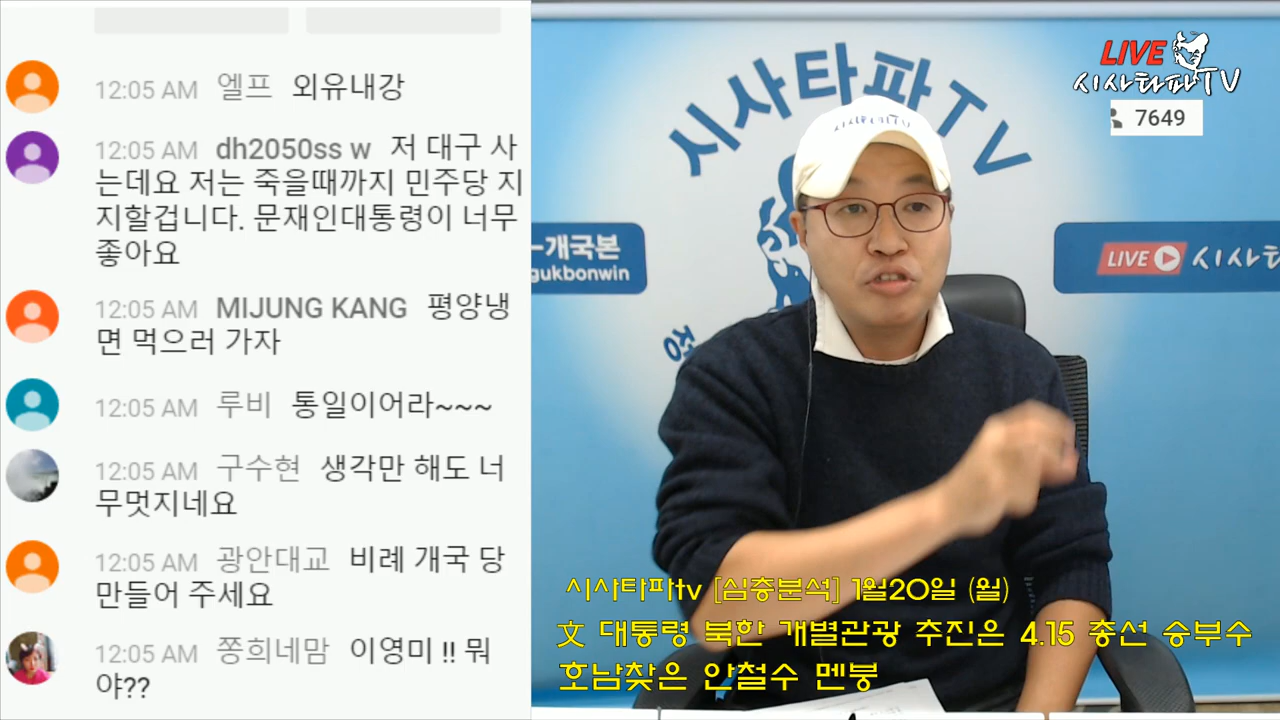 12:05 AM 엘프 외유내강
12:05 AM dh2050ss w 저 대구 사
는데요 저는 죽을때까지 민주당 지
지할겁니다. 문재인대통령이 너무
좋아요
12:05 AM MIJUNG KANG 평양냉
면 먹으러 가자
12:05 AM 루비 통일이어라~~~
12:05 AM 구수현 생각만 해도 너
무멋지네요
12:05 AM 광안대교 비례 개국 당
만들어 주세요
12:05 AM 쫑희네맘 이영미 !! 뭐
야??
LIVE
시사타파TV
7649
시사타파TV
시사타파TV
-개국본
gukbonwin
LIVE 시사타
정
시사타파tv [심층분석] 1월20일 (월)
文 대통령 북한 개별관광 추진은 4.15 총선 승부수
호남찾은 안철수 멘붕